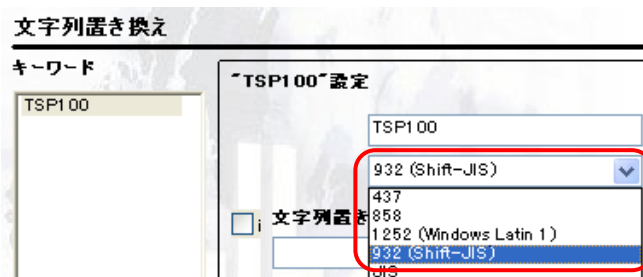 文字列置き換え
キーワード
TSP100
"TSP100"設定
TSP100
932 (Shift-JIS)
437
858
1252 (Windows Latin 1)
932 (Shift-JIS)
JIS
i 文字列置き